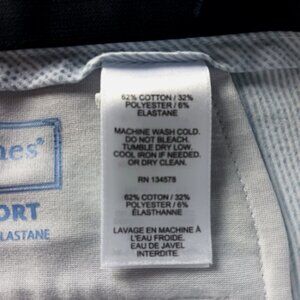 62% COTTON / 32%
POLYESTER / 6%
ELASTANE
MACHINE WASH COLD.
DO NOT BLEACH.
TUMBLE DRY LOW.
COOL IRON IF NEEDED.
OR DRY CLEAN.
RN 134578
62% COTTON / 32%
POLYESTER / 6%
ELASTHANNE
LAVAGE EN MACHINE À
L'EAU FROIDE.
EAU DE JAVEL
INTERDITE.
nes®
ORT
ELASTANE